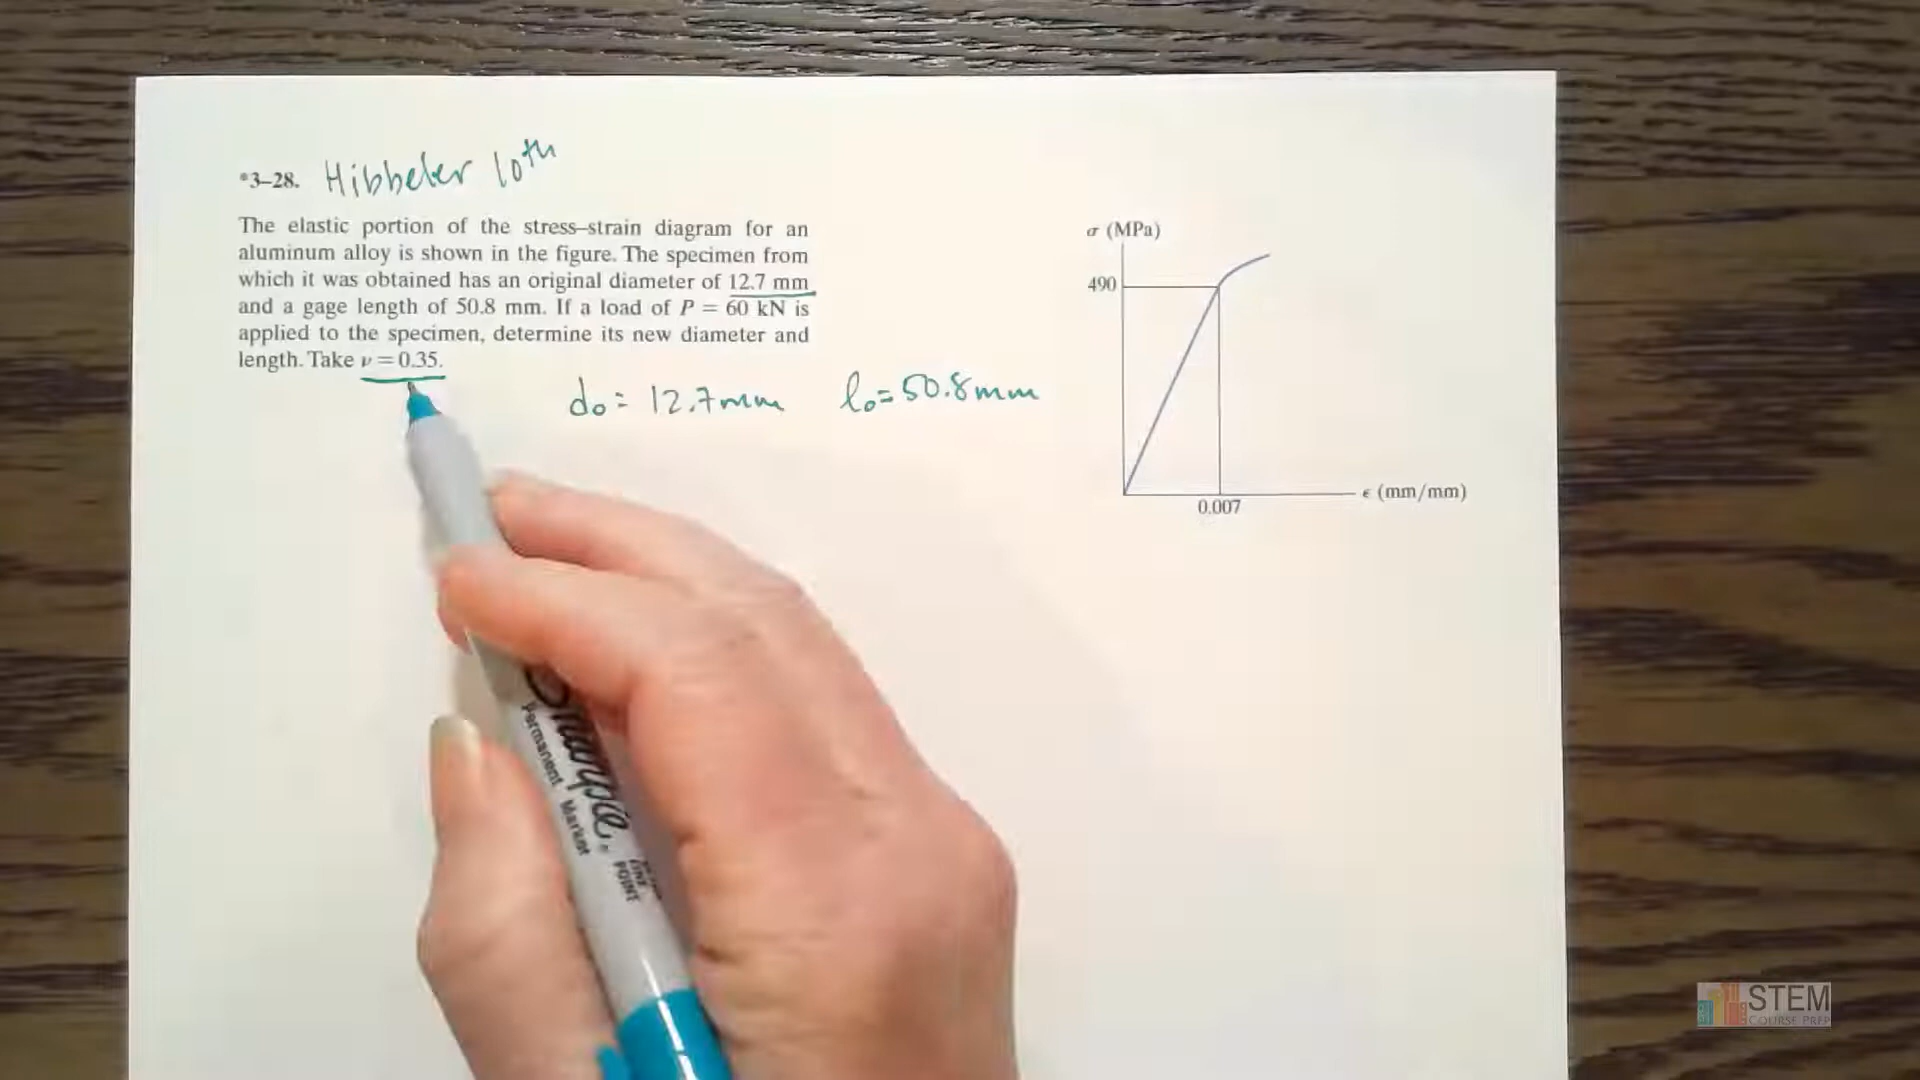 *3–28. Hibbeler 10th
The elastic portion of the stress–strain diagram for an
aluminum alloy is shown in the figure. The specimen from
which it was obtained has an original diameter of 12.7 mm
and a gage length of 50.8 mm. If a load of P = 60 kN is
applied to the specimen, determine its new diameter and
length. Take ν = 0.35.
do = 12.7mm lo = 50.8mm
σ (MPa)
490
ϵ (mm/mm)
0.007
Sharpie
Permanent Marker
FINE POINT
STEM
COURSE PREP